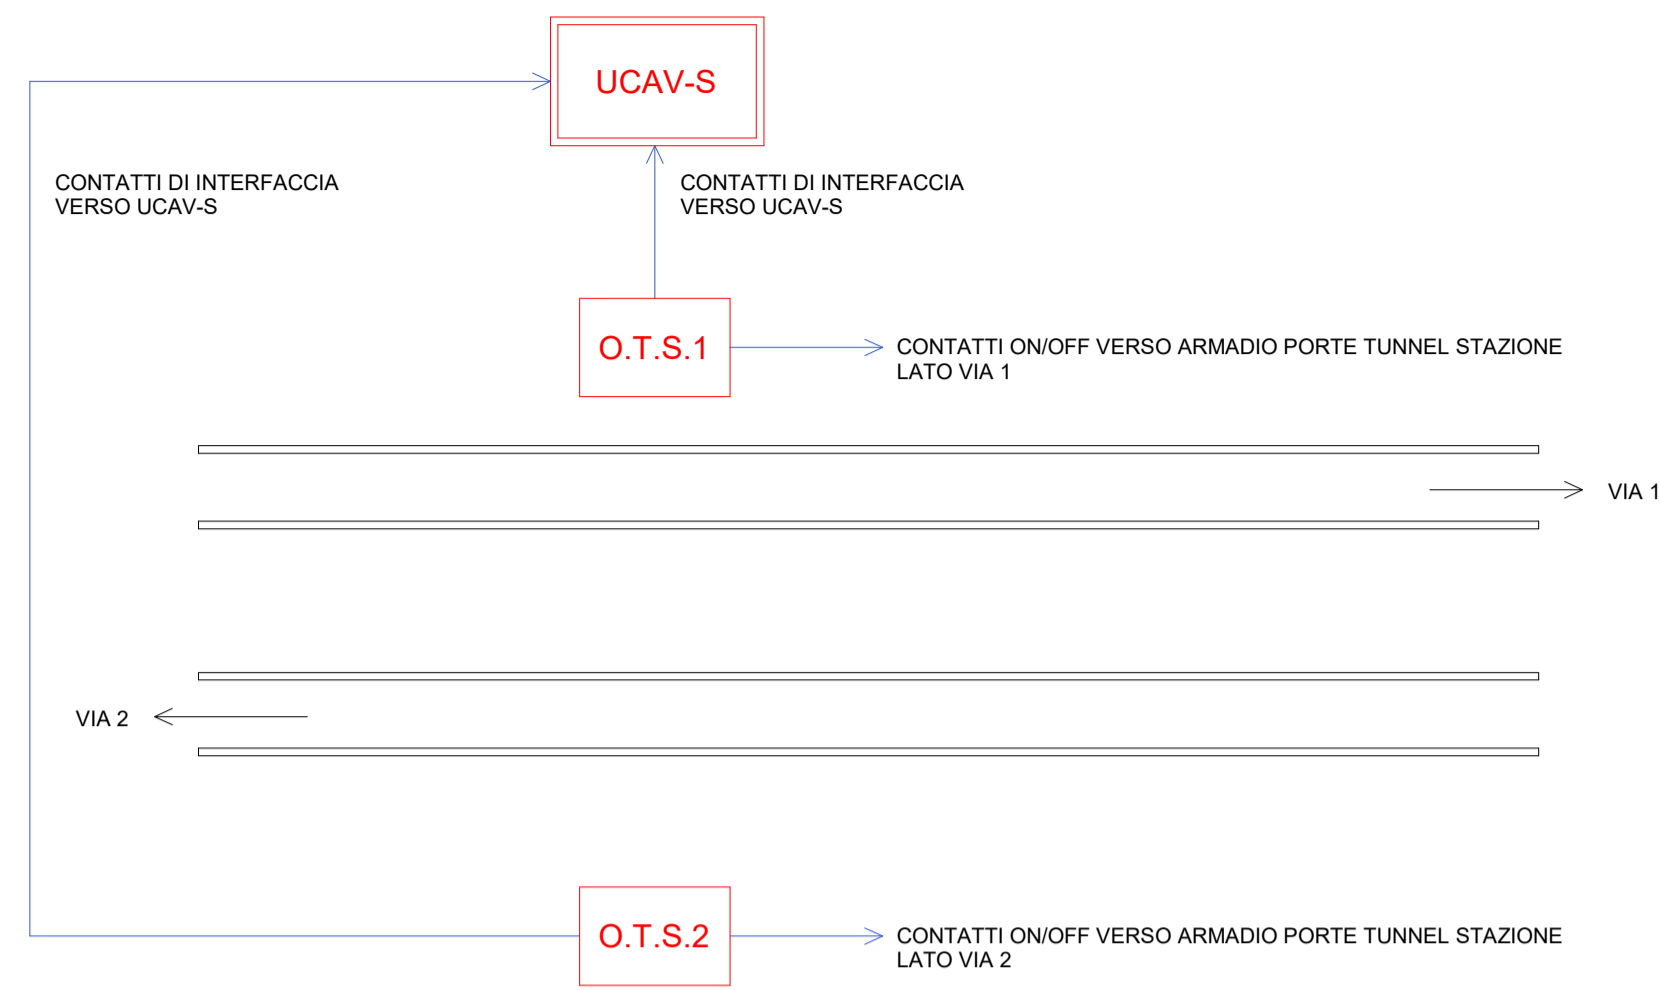 UCAV-S
CONTATTI DI INTERFACCIA
VERSO UCAV-S
CONTATTI DI INTERFACCIA
VERSO UCAV-S
O.T.S.1
CONTATTI ON/OFF VERSO ARMADIO PORTE TUNNEL STAZIONE
LATO VIA 1
VIA 1
VIA 2
O.T.S.2
CONTATTI ON/OFF VERSO ARMADIO PORTE TUNNEL STAZIONE
LATO VIA 2